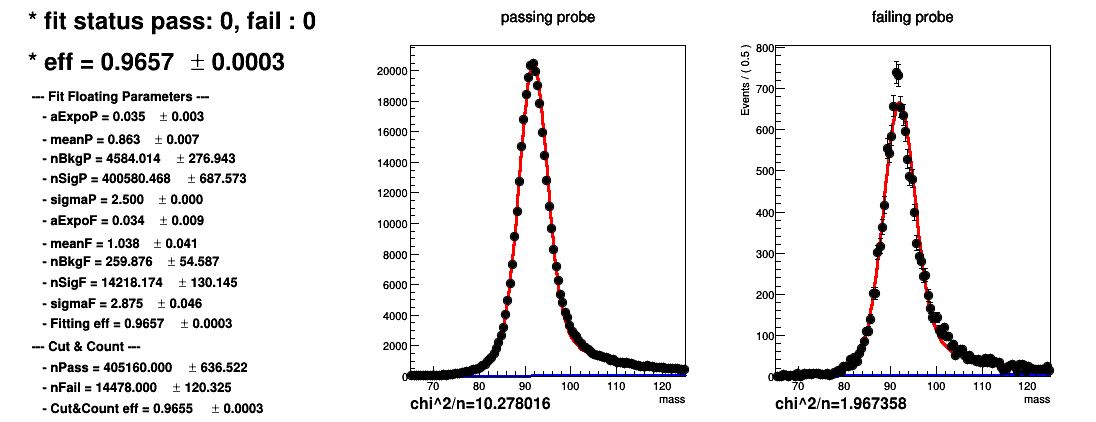 * fit status pass: 0, fail : 0
* eff = 0.9657 ± 0.0003
--- Fit Floating Parameters ---
- aExpoP = 0.035 ± 0.003
- meanP = 0.863 ± 0.007
- nBkgP = 4584.014 ± 276.943
- nSigP = 400580.468 ± 687.573
- sigmaP = 2.500 ± 0.000
- aExpoF = 0.034 ± 0.009
- meanF = 1.038 ± 0.041
- nBkgF = 259.876 ± 54.587
- nSigF = 14218.174 ± 130.145
- sigmaF = 2.875 ± 0.046
- Fitting eff = 0.9657 ± 0.0003
--- Cut & Count ---
- nPass = 405160.000 ± 636.522
- nFail = 14478.000 ± 120.325
- Cut&Count eff = 0.9655 ± 0.0003
passing probe
20000
18000
16000
14000
12000
10000
8000
6000
4000
2000
0
70 80 90 100 110 120
mass
chi^2/n=10.278016
failing probe
Events / ( 0.5 )
800
700
600
500
400
300
200
100
0
70 80 90 100 110 120
mass
chi^2/n=1.967358